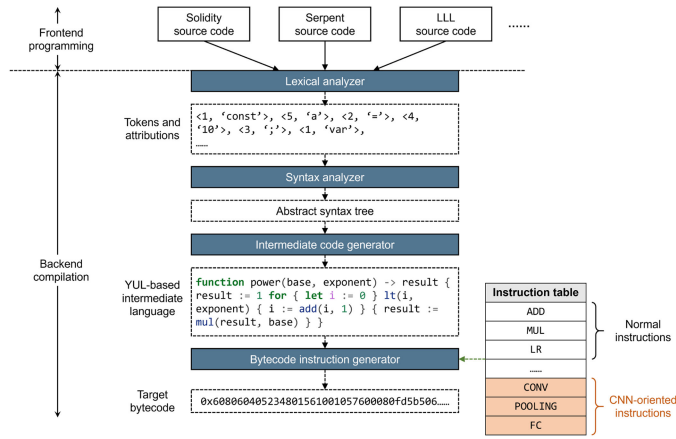 Frontend
programming
Solidity
source code
Serpent
source code
LLL
source code
......
Lexical analyzer
Tokens and
attributions
<1, ‘const’>, <5, ‘a’>, <2, ‘=’>, <4,
‘10’>, <3, ‘;’>, <1, ‘var’>,
……
Syntax analyzer
Abstract syntax tree
Intermediate code generator
Backend
compilation
YUL-based
intermediate
language
function power(base, exponent) -> result {
result := 1 for { let i := 0 } lt(i,
exponent) { i := add(i, 1) } { result :=
mul(result, base) } }
Bytecode instruction generator
Target
bytecode
0x608060405234801561001057600080fd5b506……
Instruction table
ADD
MUL
LR
……
CONV
POOLING
FC
Normal
instructions
CNN-oriented
instructions